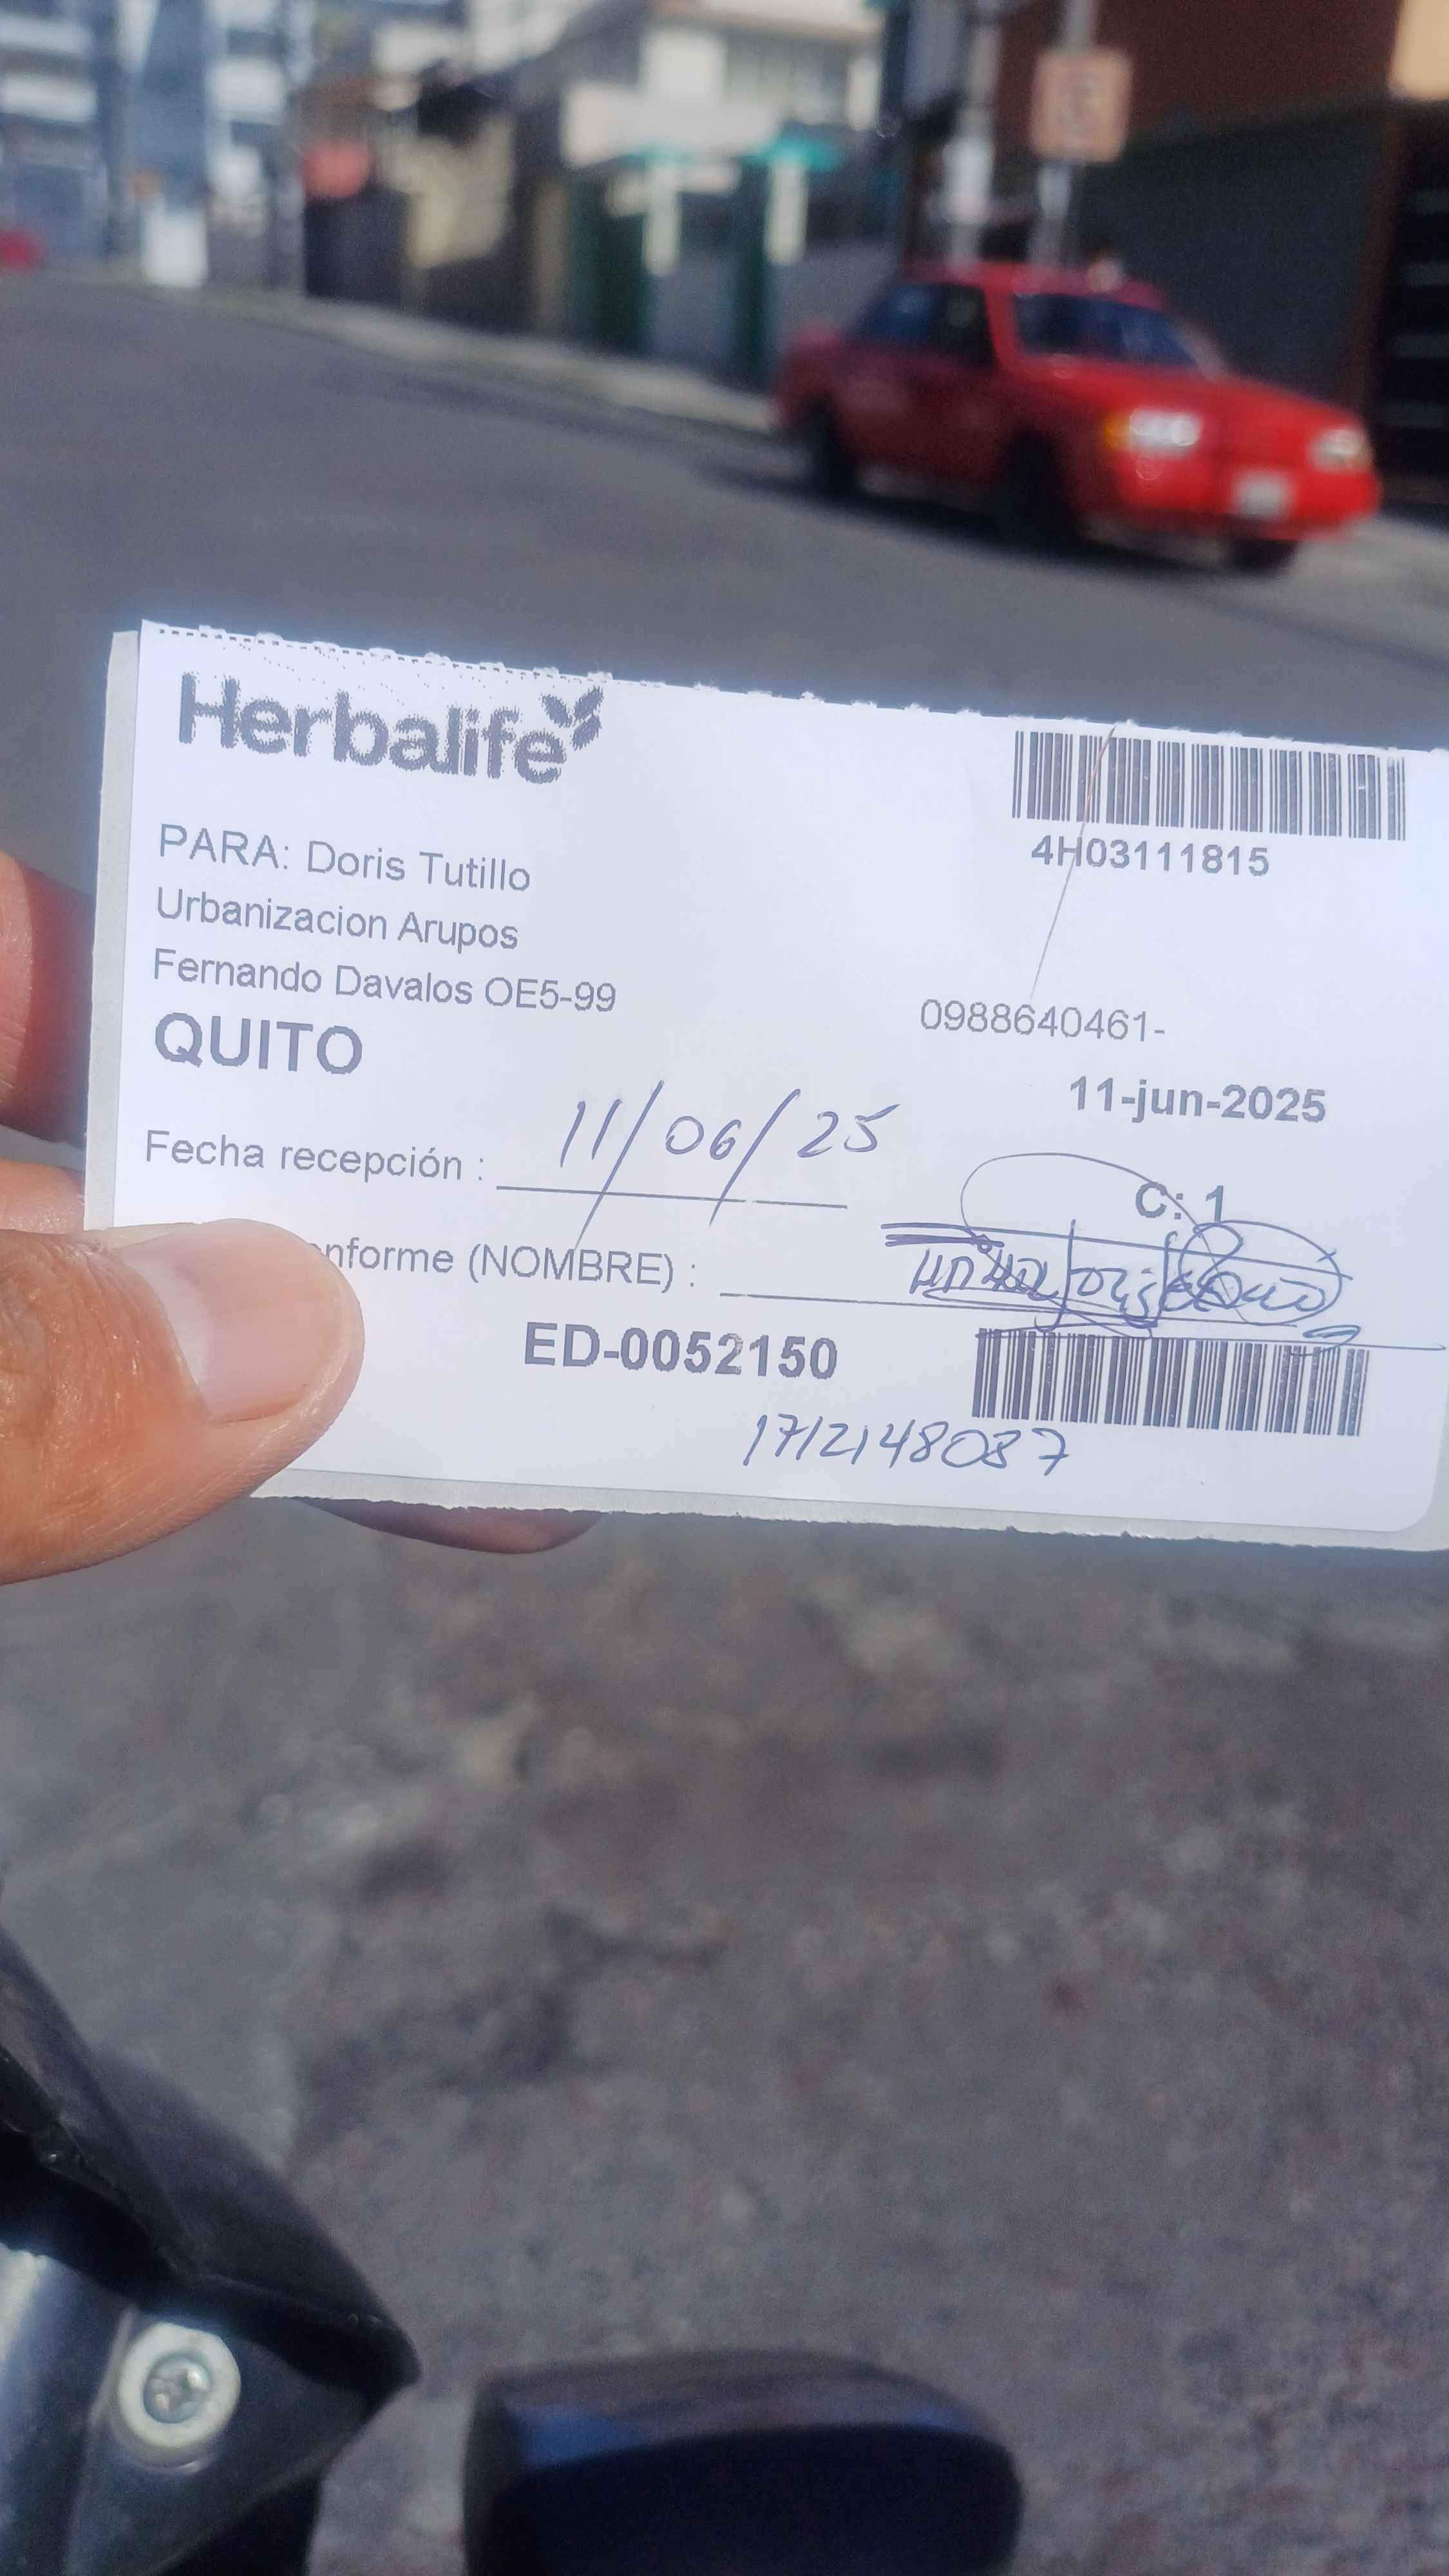 Herbalife
4H03111815
PARA: Doris Tutillo
Urbanizacion Arupos
Fernando Davalos OE5-99
0988640461-
QUITO
11-jun-2025
Fecha recepción : 11/06/25
C: 1
nforme (NOMBRE) :
ED-0052150
1712148087